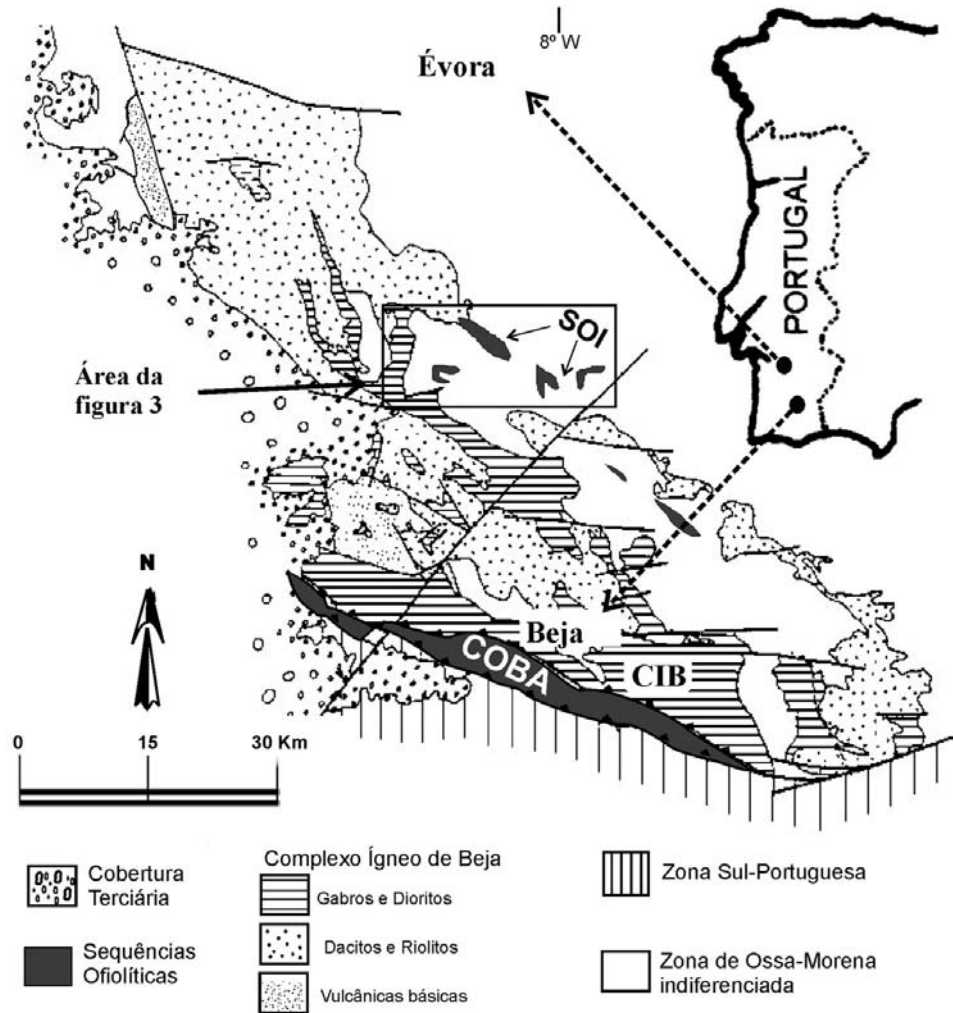 8º W
Évora
PORTUGAL
SOI
Área da
figura 3
N
Beja
COBA
CIB
0
15
30 Km
Cobertura
Terciária
Sequências
Ofiolíticas
Complexo Ígneo de Beja
Gabros e Dioritos
Dacitos e Riolitos
Vulcânicas básicas
Zona Sul-Portuguesa
Zona de Ossa-Morena
indiferenciada